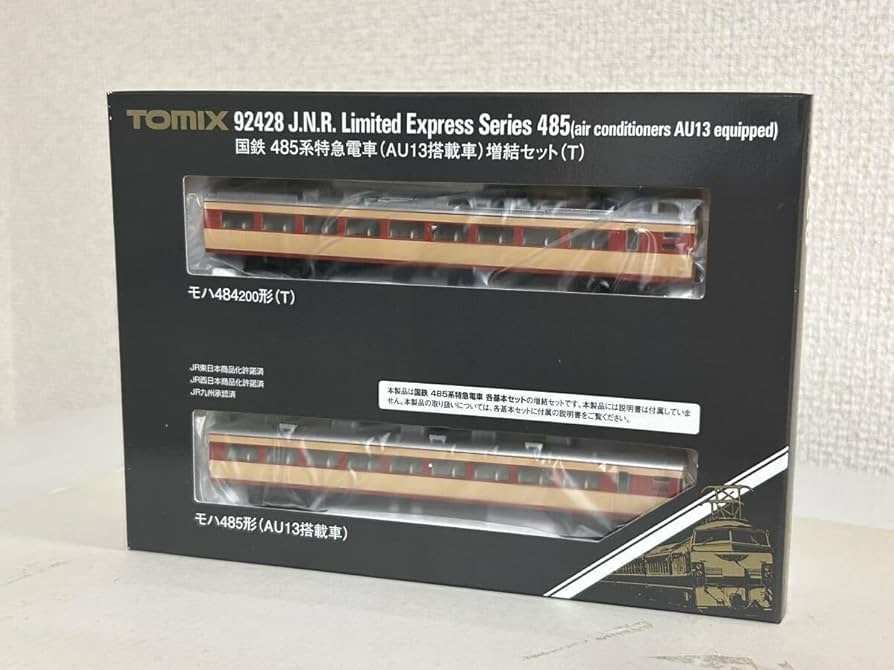 TOMIX 92428 J.N.R. Limited Express Series 485(air conditioners AU13 equipped)
国鉄 485系特急電車(AU13搭載車)増結セット(T)
モハ484200形(T)
JR東日本商品化許諾済
JR西日本商品化許諾済
JR九州承認済
本製品は国鉄 485系特急電車 各基本セットの増結セットです。本製品には説明書は付属していま
せん。本製品の取り扱いについては、各基本セットに付属の説明書をご覧ください。
モハ485形(AU13搭載車)